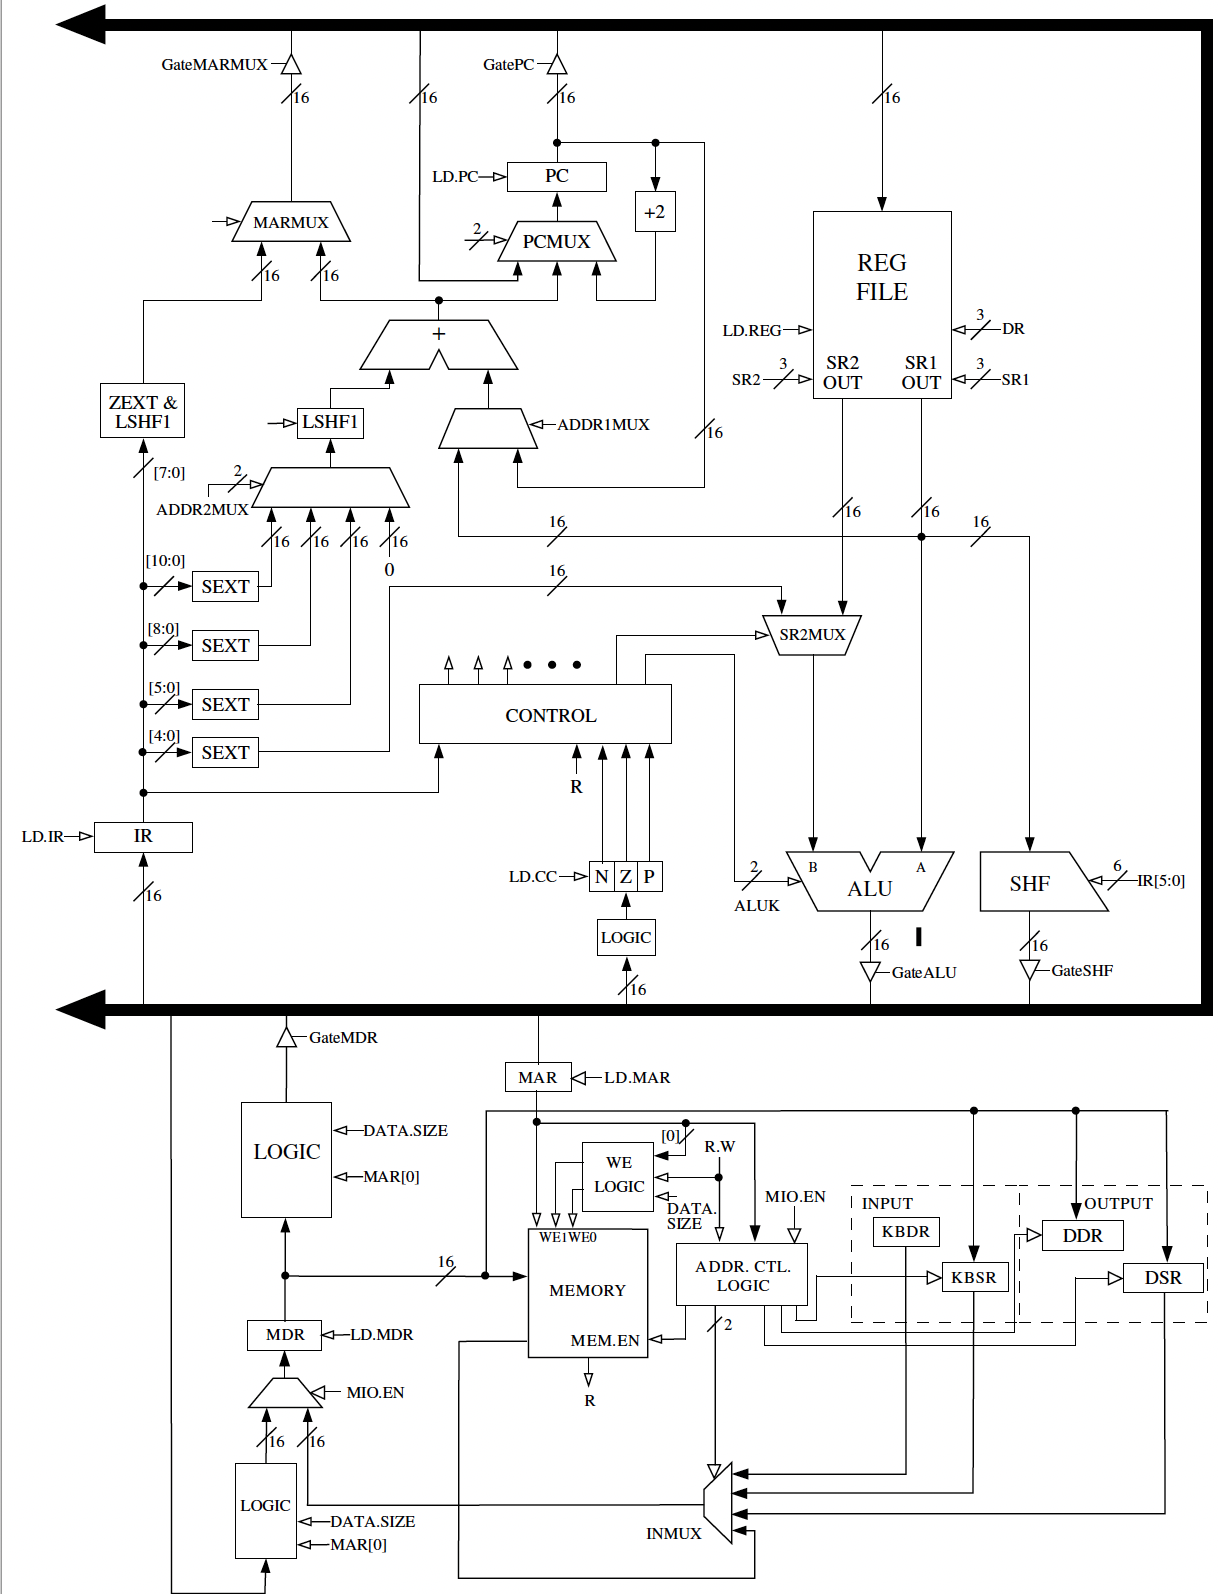 GateMARMUX
GatePC
16
16
16
16
LD.PC
PC
+2
MARMUX
2
PCMUX
16
16
REG
FILE
+
LD.REG
3
DR
SR2
3
SR2
OUT
SR1
OUT
3
SR1
ZEXT &
LSHF1
LSHF1
ADDR1MUX
16
[7:0]
2
ADDR2MUX
16
16
16
16
16
16
16
16
16
0
[10:0]
SEXT
16
[8:0]
SEXT
SR2MUX
[5:0]
SEXT
CONTROL
[4:0]
SEXT
R
LD.IR
IR
16
LD.CC
N
Z
P
2
ALUK
B
A
ALU
SHF
6
IR[5:0]
LOGIC
16
16
16
GateALU
GateSHF
GateMDR
MAR
LD.MAR
LOGIC
DATA.SIZE
MAR[0]
[0]
R.W
WE
LOGIC
DATA.
SIZE
MIO.EN
INPUT
OUTPUT
KBDR
DDR
WE1
WE0
ADDR. CTL.
LOGIC
16
MEMORY
KBSR
DSR
MEM.EN
2
MDR
LD.MDR
R
MIO.EN
16
16
LOGIC
DATA.SIZE
MAR[0]
INMUX